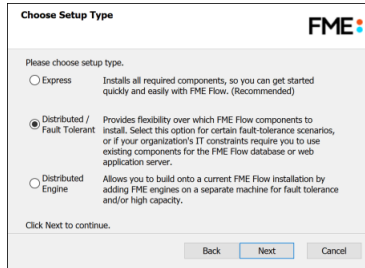 Choose Setup Type
FME
Please choose setup type.
Express
Installs all required components, so you can get started
quickly and easily with FME Flow. (Recommended)
Distributed /
Fault Tolerant
Provides flexibility over which FME Flow components to
install. Select this option for certain fault-tolerance scenarios,
or if your organization's IT constraints require you to use
existing components for the FME Flow database or web
application server.
Distributed
Engine
Allows you to build onto a current FME Flow installation by
adding FME engines on a separate machine for fault tolerance
and/or high capacity.
Click Next to continue.
Back
Next
Cancel